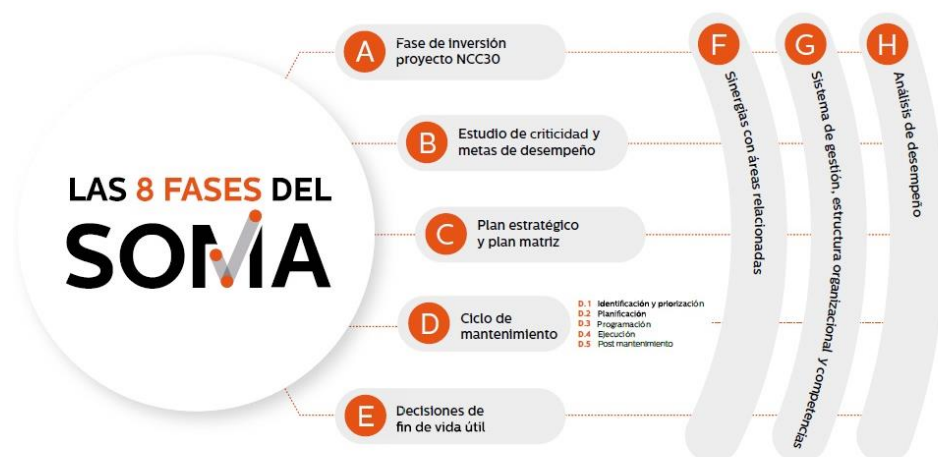 LAS 8 FASES DEL
SOMA
A
Fase de inversión
proyecto NCC30
B
Estudio de criticidad y
metas de desempeño
C
Plan estratégico
y plan matriz
D
Ciclo de
mantenimiento
D.1 Identificación y priorización
D.2 Planificación
D.3 Programación
D.4 Ejecución
D.5 Post mantenimiento
E
Decisiones de
fin de vida útil
F
Sinergias con áreas relacionadas
G
Sistema de gestión, estructura organizacional y competencias
H
Análisis de desempeño